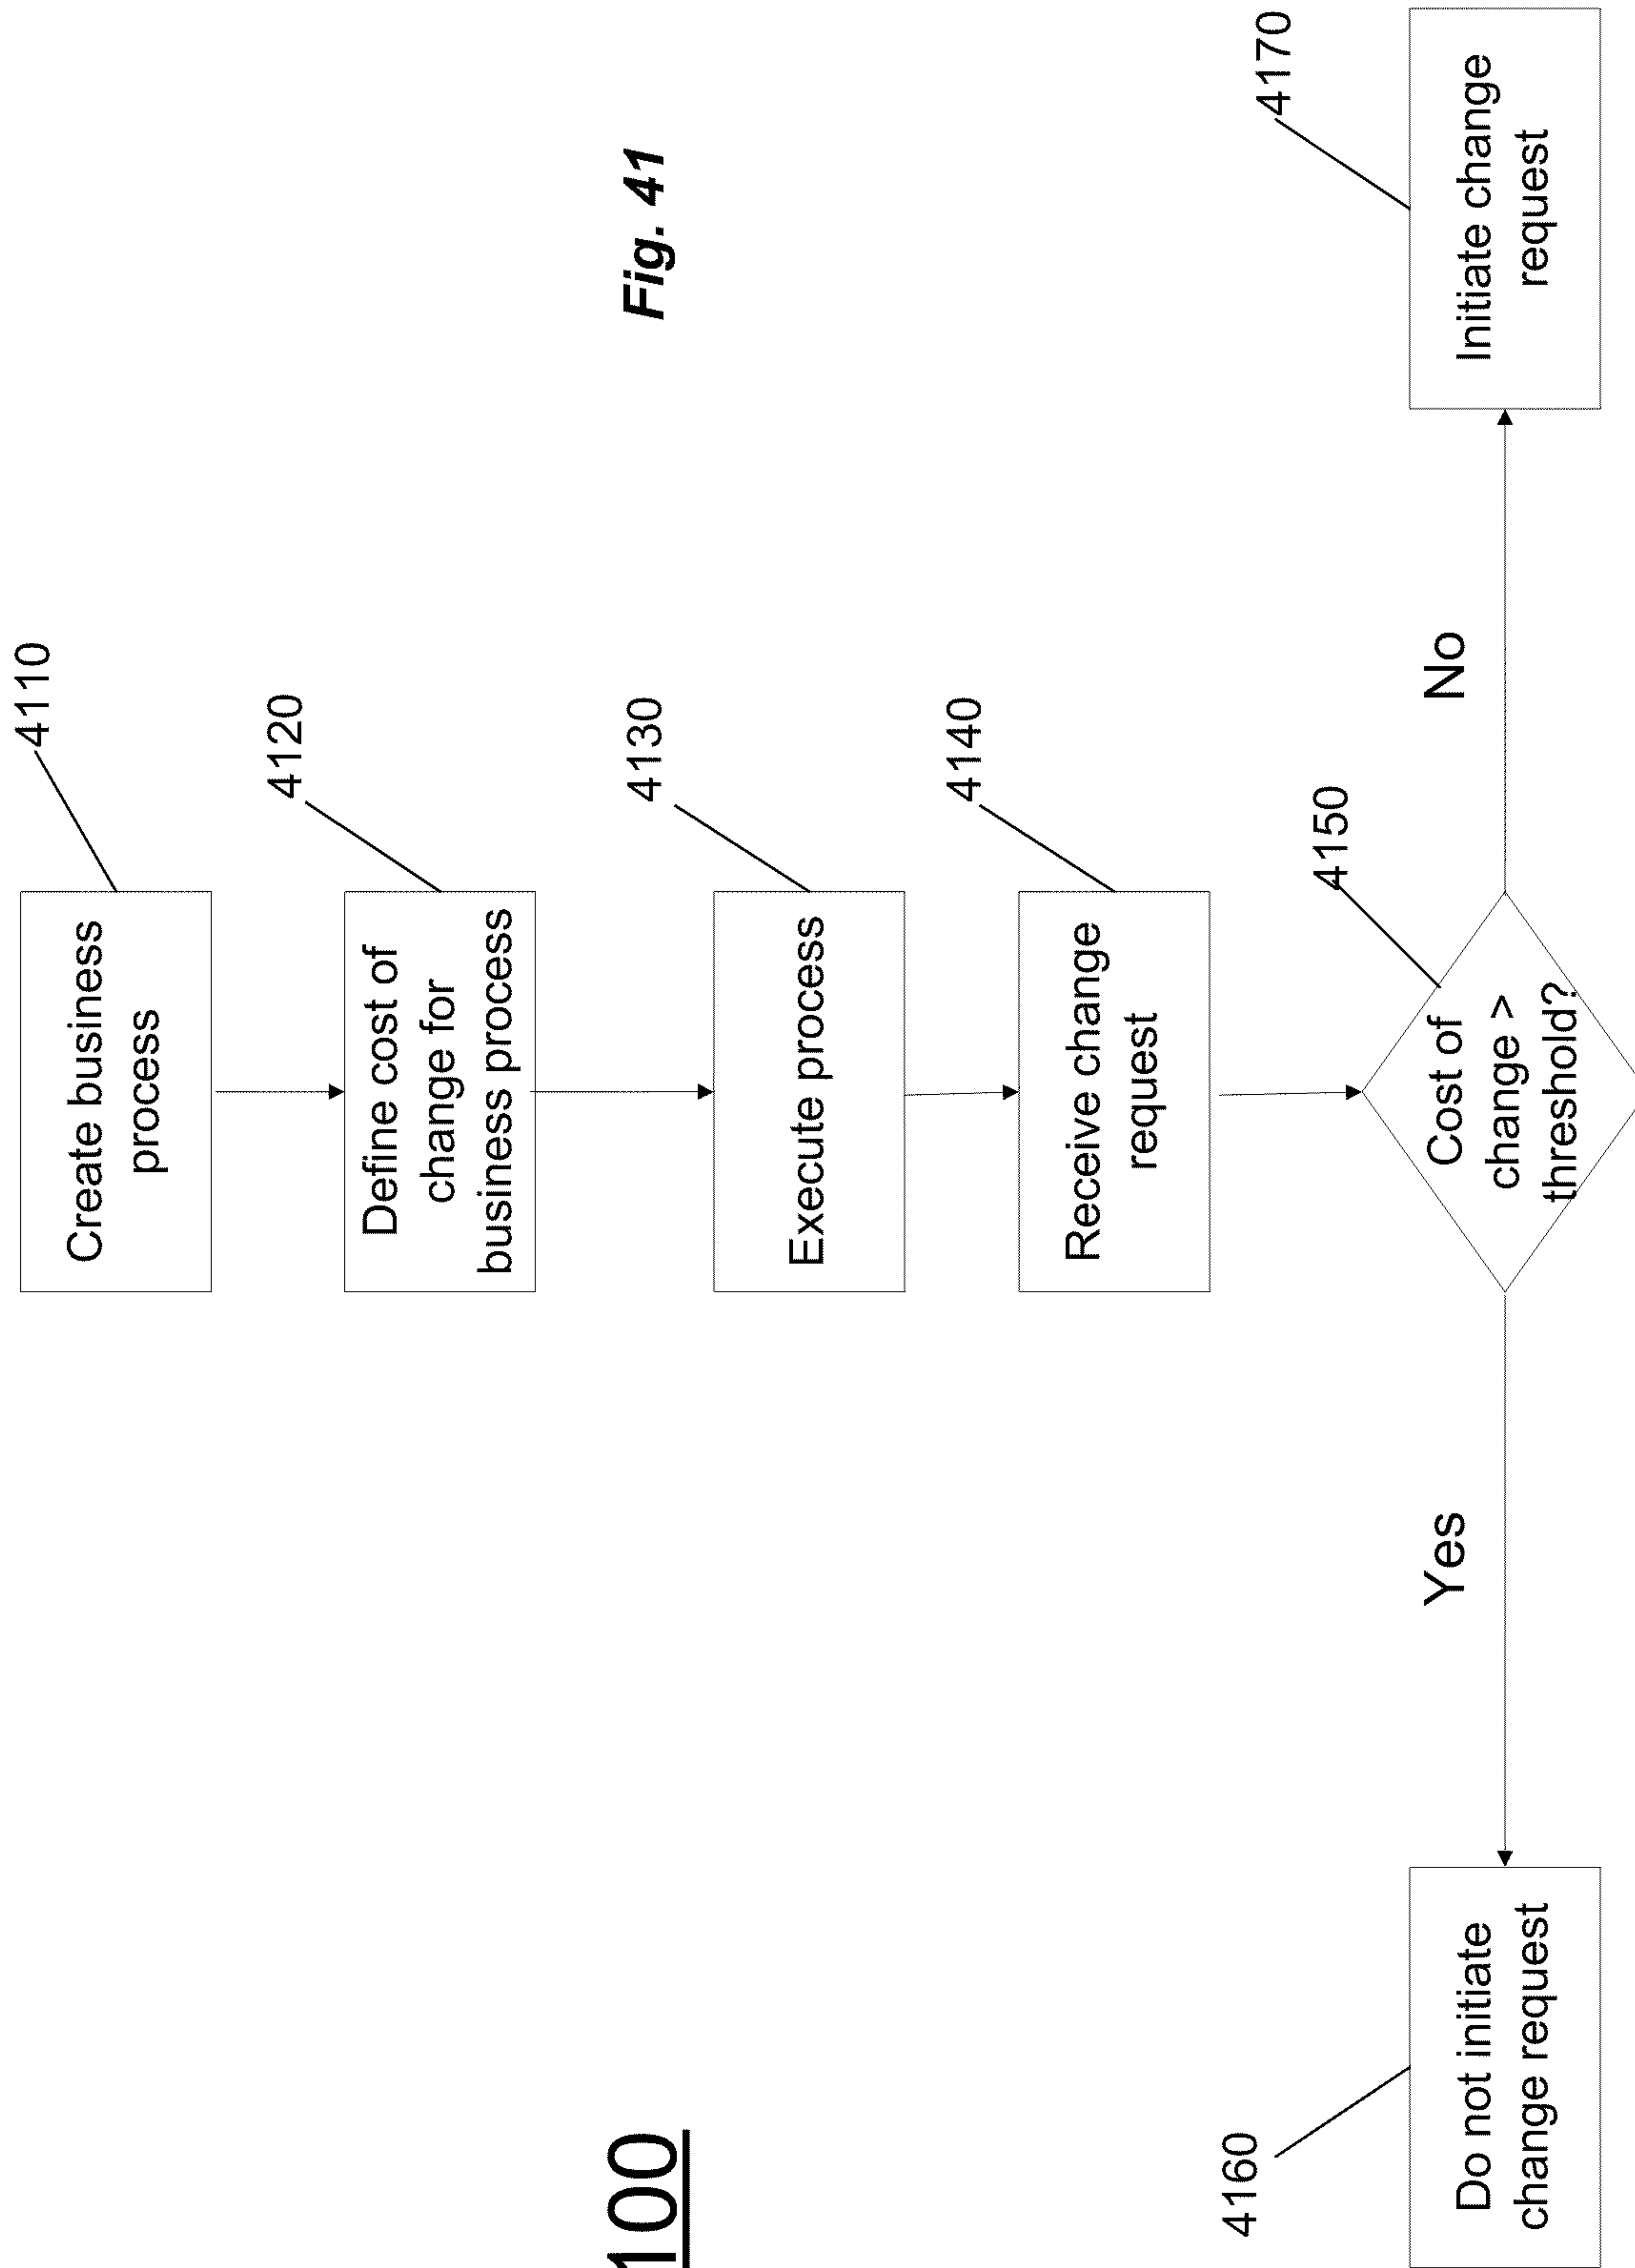 Create business
process
4110
Define cost of
change for
business process
4120
100
Fig. 41
Execute process
4130
Receive change
request
4140
Cost of
change >
threshold?
4150
Yes
No
Do not initiate
change request
4160
Initiate change
request
4170